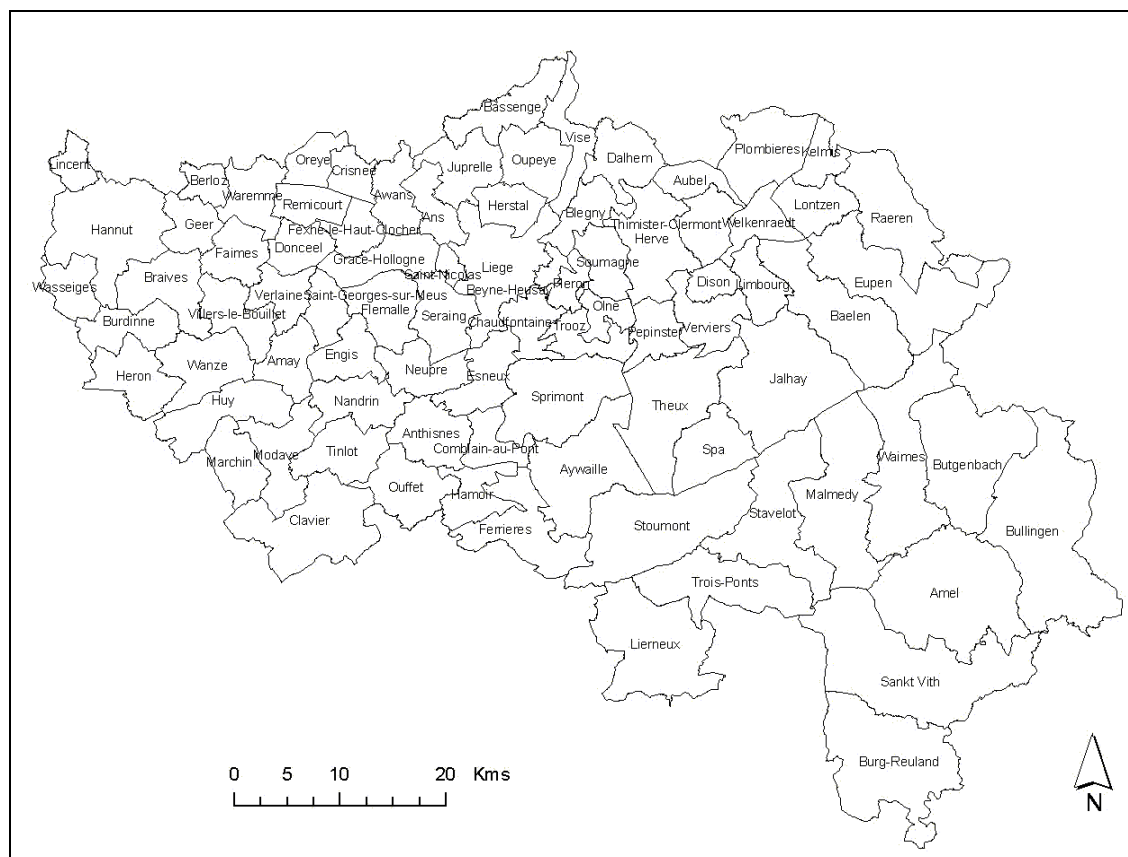 Bassenge
Vise
Plombieres
Kelmis
Lincent
Oreye
Crisnee
Juprelle
Oupeye
Dalhem
Berloz
Waremme
Awans
Aubel
Lontzen
Remicourt
Ans
Herstal
Blegny
Raeren
Hannut
Geer
Fexhe-le-Haut-Clocher
Thimister-Clermont
Welkenraedt
Faimes
Donceel
Herve
Grace-Hollogne
Soumagne
Saint-Nicolas
Liege
Braives
Wasseiges
Fleron
Dison
Limbourg
Eupen
Beyne-Heusay
Verlaine
Saint-Georges-sur-Meus
Villers-le-Bouillet
Flemalle
Olne
Seraing
Baelen
Burdinne
Chaudfontaine
Trooz
Pepinster
Verviers
Engis
Amay
Wanze
Neupre
Heron
Esneux
Jalhay
Sprimont
Huy
Nandrin
Theux
Anthisnes
Comblain-au-Pont
Spa
Tinlot
Modave
Marchin
Waimes
Butgenbach
Aywaille
Ouffet
Hamoir
Malmedy
Stavelot
Clavier
Stoumont
Ferrieres
Bullingen
Trois-Ponts
Amel
Lierneux
Sankt Vith
Burg-Reuland
0 5 10 20 Kms
N